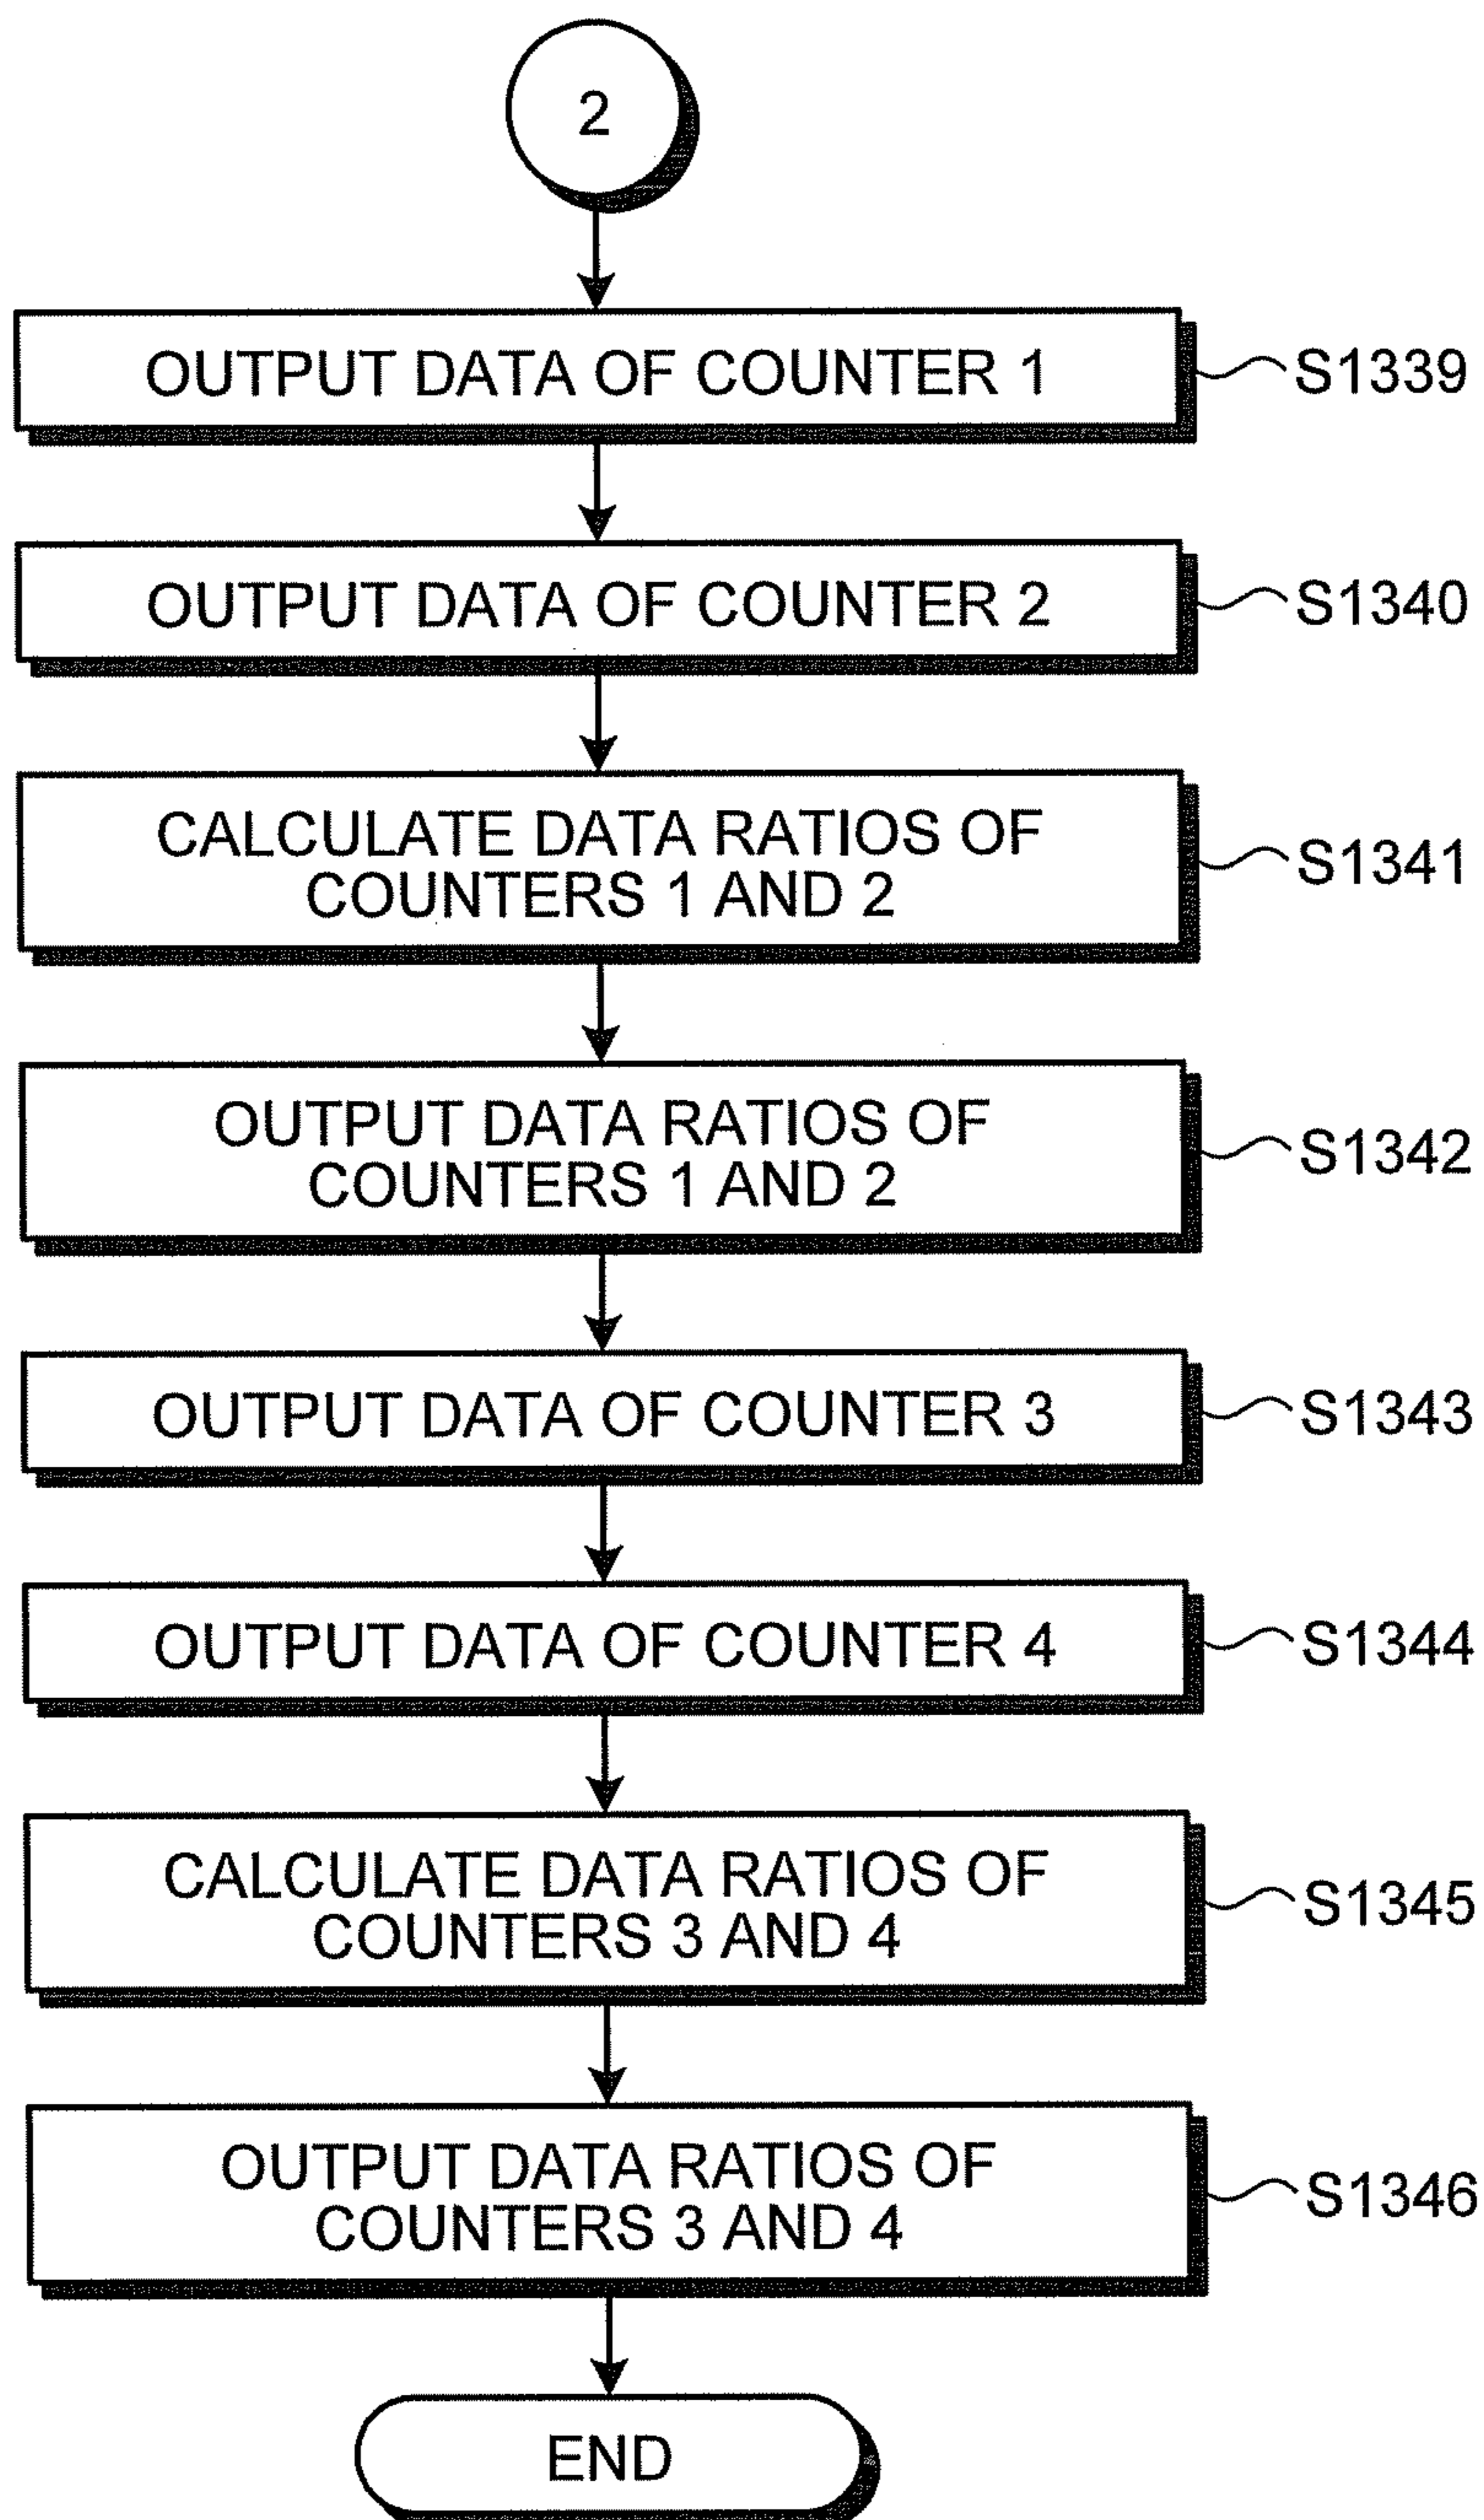 2
OUTPUT DATA OF COUNTER 1
S1339
OUTPUT DATA OF COUNTER 2
S1340
CALCULATE DATA RATIOS OF
COUNTERS 1 AND 2
S1341
OUTPUT DATA RATIOS OF
COUNTERS 1 AND 2
S1342
OUTPUT DATA OF COUNTER 3
S1343
OUTPUT DATA OF COUNTER 4
S1344
CALCULATE DATA RATIOS OF
COUNTERS 3 AND 4
S1345
OUTPUT DATA RATIOS OF
COUNTERS 3 AND 4
S1346
END